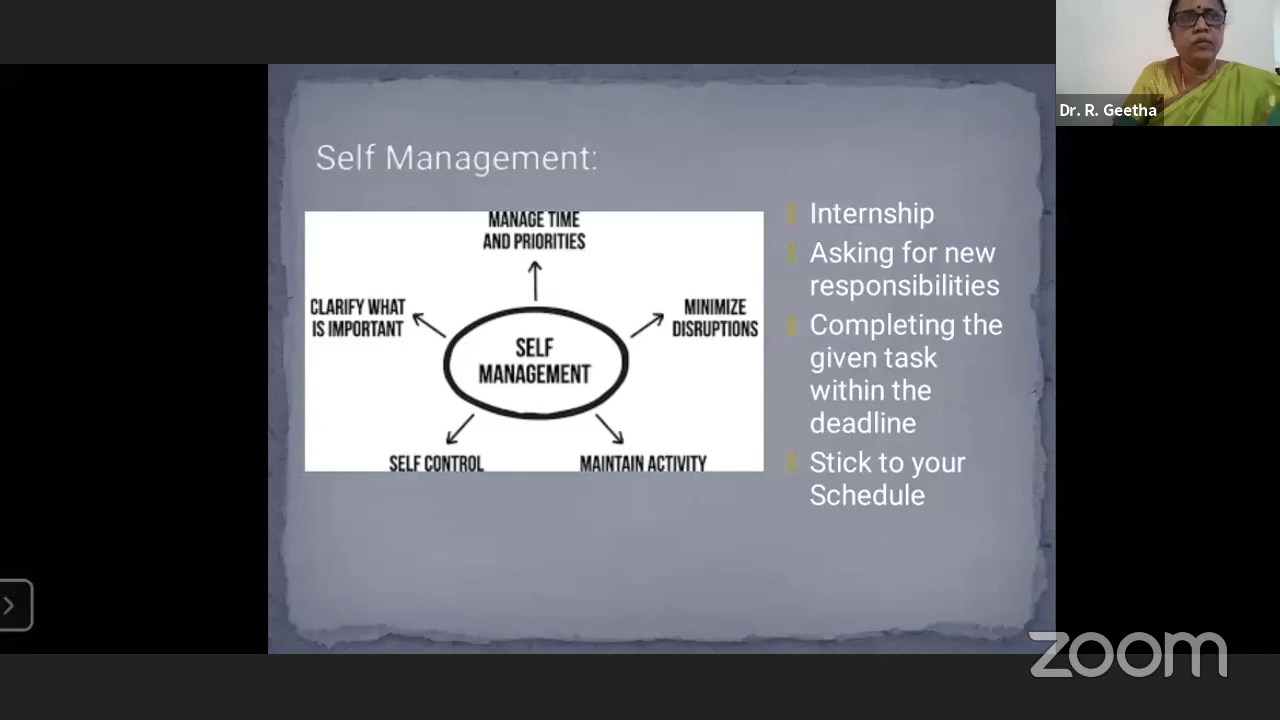 Dr. R. Geetha
Self Management:
MANAGE TIME
AND PRIORITIES
CLARIFY WHAT
IS IMPORTANT
MINIMIZE
DISRUPTIONS
SELF
MANAGEMENT
SELF CONTROL
MAINTAIN ACTIVITY
Internship
Asking for new
responsibilities
Completing the
given task
within the
deadline
Stick to your
Schedule
zoom